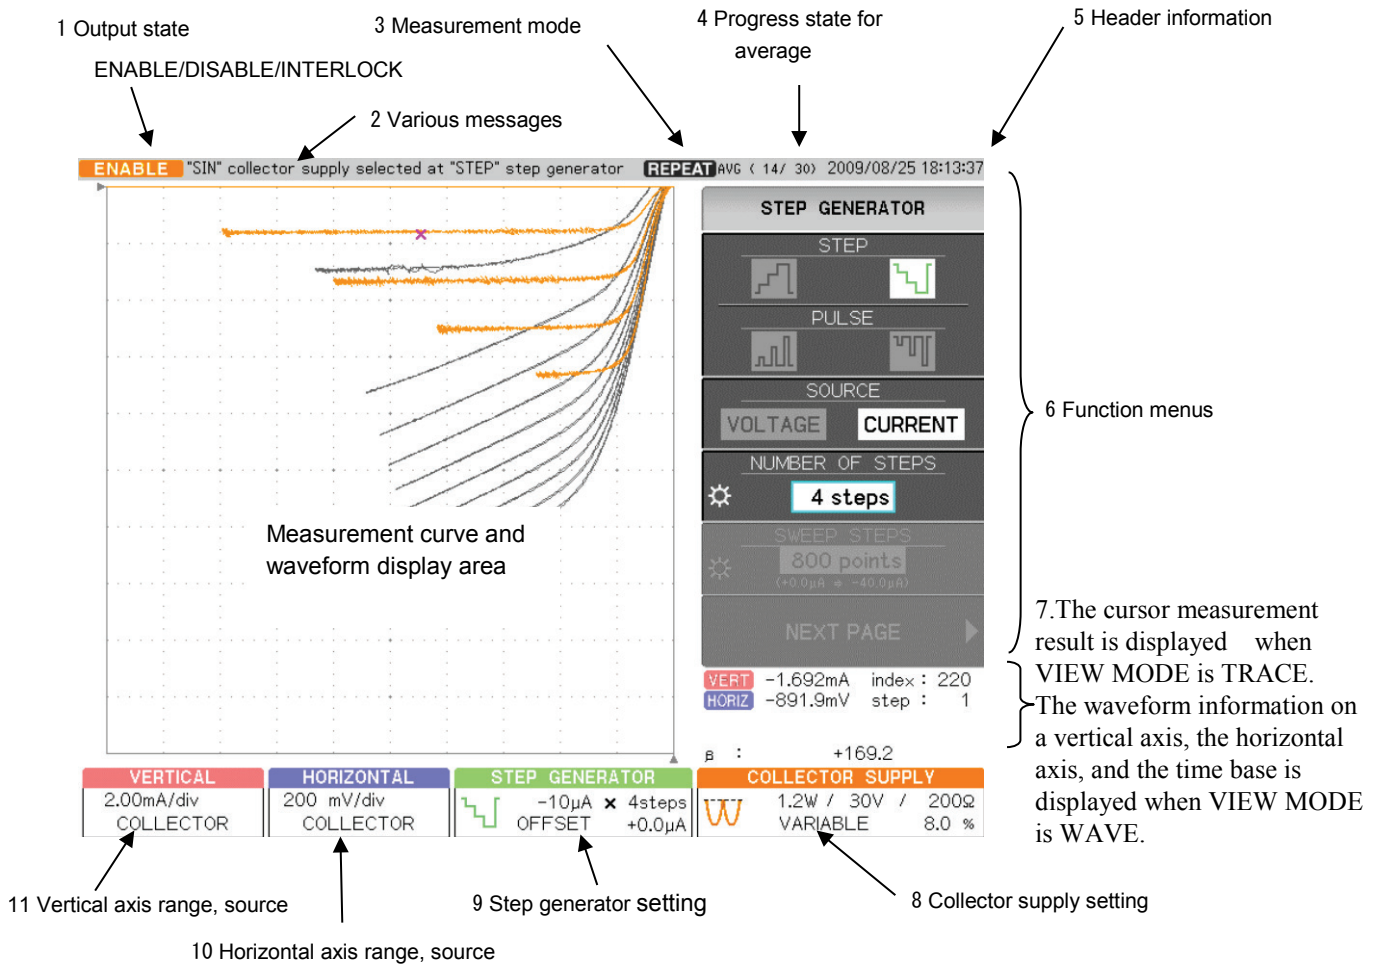 1 Output state
ENABLE/DISABLE/INTERLOCK
2 Various messages
3 Measurement mode
4 Progress state for
average
5 Header information
ENABLE "SIN" collector supply selected at "STEP" step generator REPEAT AVG ( 14/ 30) 2009/08/25 18:13:37
STEP GENERATOR
STEP
PULSE
SOURCE
VOLTAGE CURRENT
NUMBER OF STEPS
4 steps
SWEEP STEPS
800 points
(+0.0µA ⇒ -40.0µA)
NEXT PAGE
6 Function menus
Measurement curve and
waveform display area
7.The cursor measurement
result is displayed when
VIEW MODE is TRACE.
The waveform information on
a vertical axis, the horizontal
axis, and the time base is
displayed when VIEW MODE
is WAVE.
VERT -1.692mA index : 220
HORIZ -891.9mV step : 1
β : +169.2
VERTICAL
2.00mA/div
COLLECTOR
HORIZONTAL
200 mV/div
COLLECTOR
STEP GENERATOR
-10µA × 4steps
OFFSET +0.0µA
COLLECTOR SUPPLY
1.2W / 30V / 200Ω
VARIABLE 8.0 %
11 Vertical axis range, source
10 Horizontal axis range, source
9 Step generator setting
8 Collector supply setting